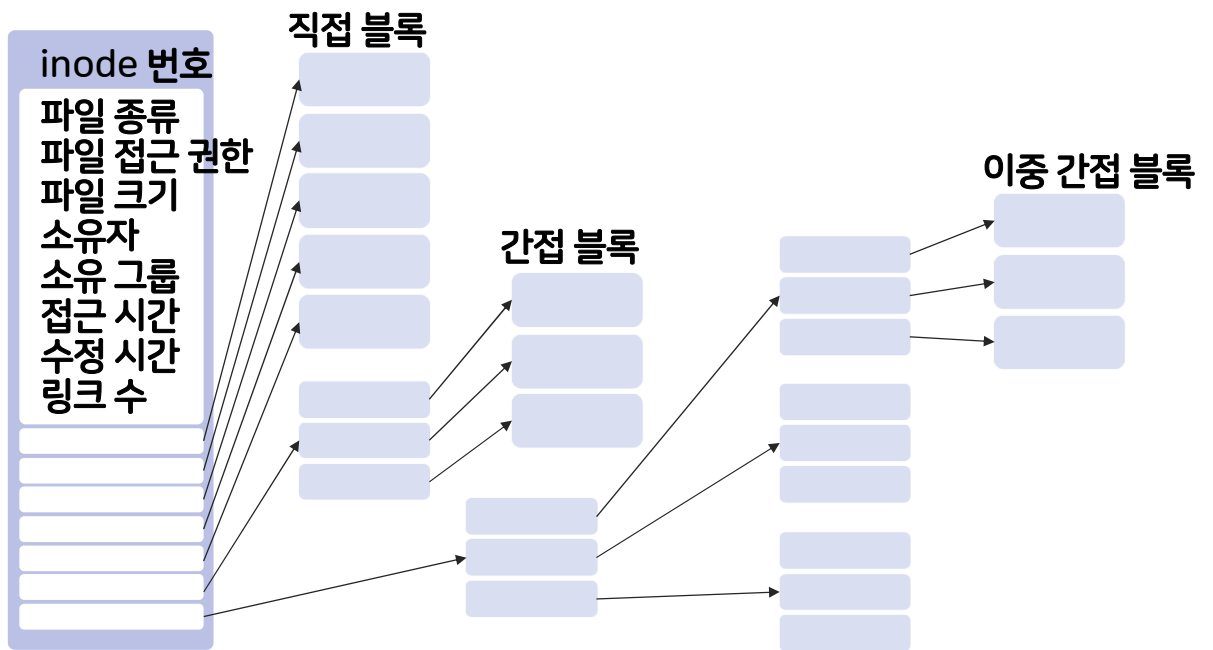 직접 블록
inode 번호
파일 종류
파일 접근 권한
파일 크기
소유자
소유 그룹
접근 시간
수정 시간
링크 수
간접 블록
이중 간접 블록